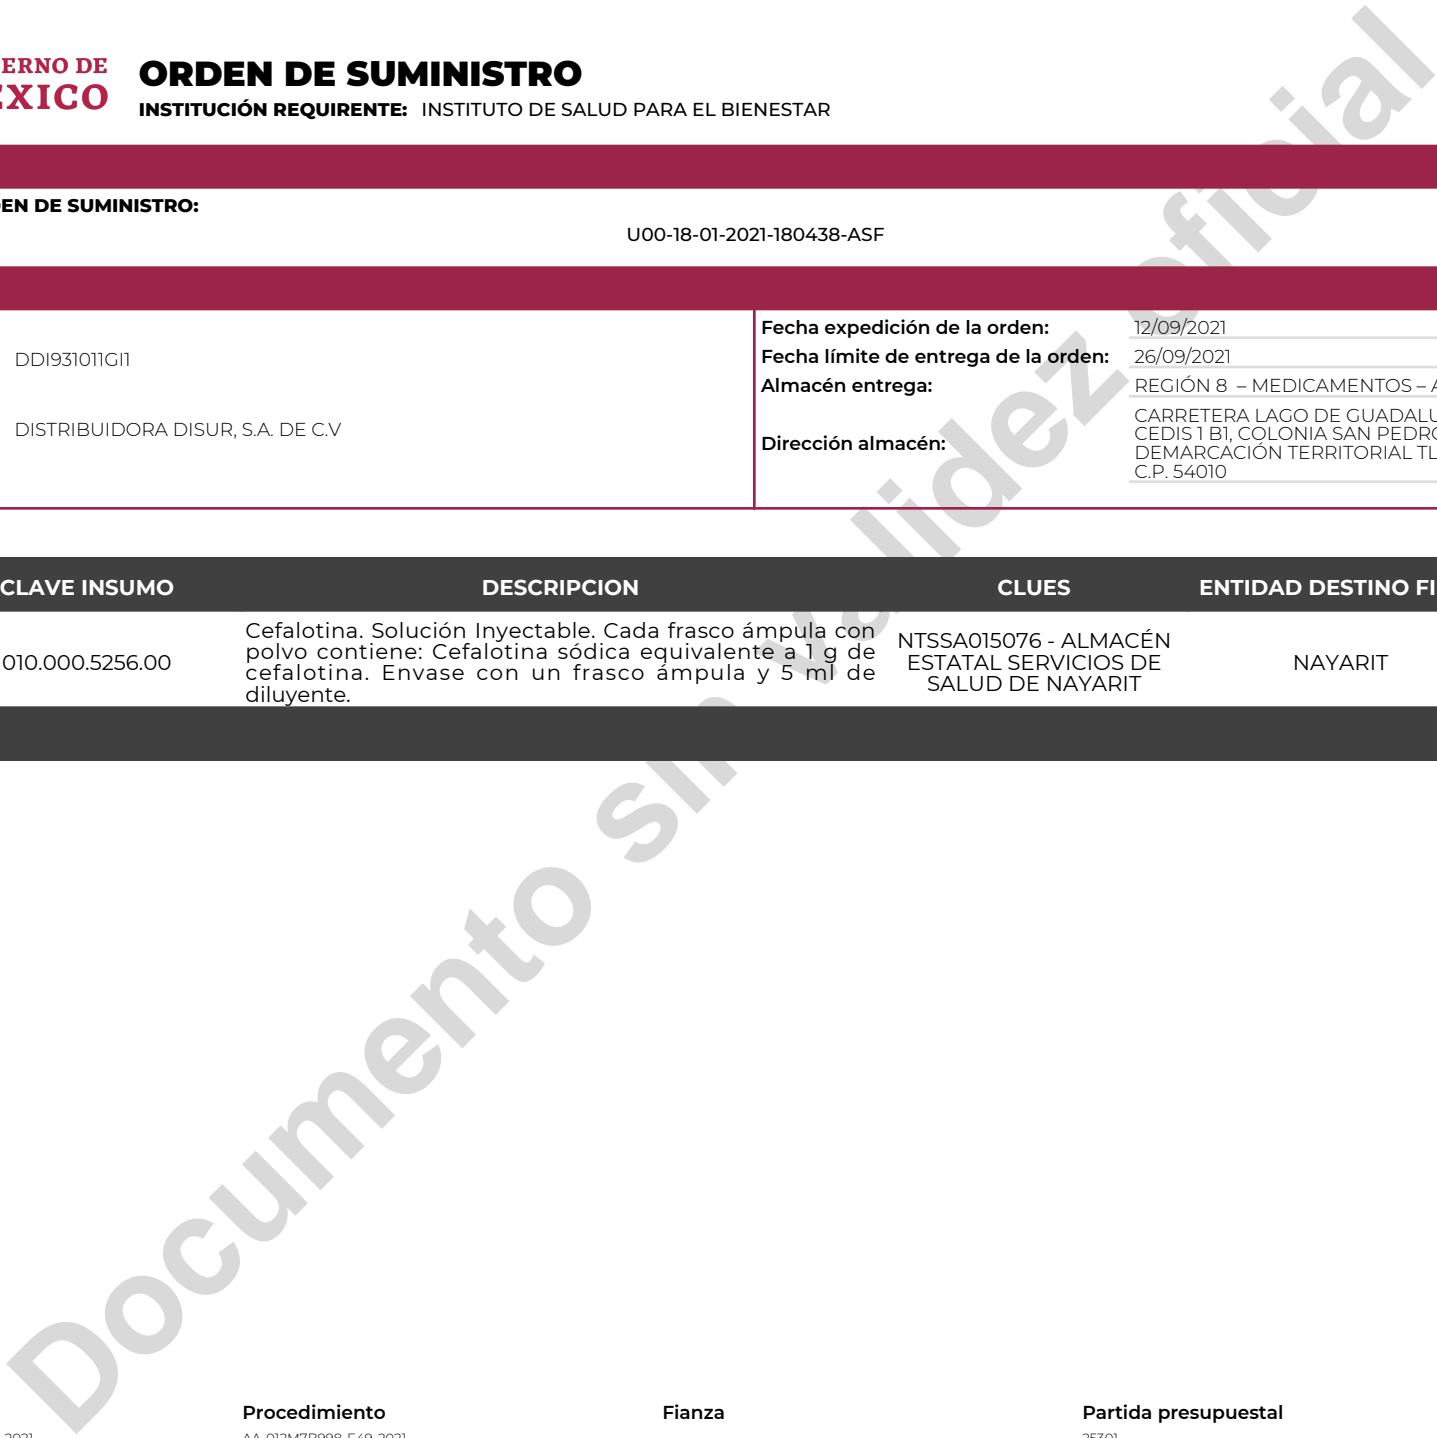 ERNO DE
ORDEN DE SUMINISTRO
INSTITUCIÓN REQUIRENTE: INSTITUTO DE SALUD PARA EL BIENESTAR
EN DE SUMINISTRO:
U00-18-01-2021-180438-ASF
DDI931011GI1
DISTRIBUIDORA DISUR, S.A. DE C.V
Fecha expedición de la orden: 12/09/2021
Fecha límite de entrega de la orden: 26/09/2021
Almacén entrega: REGIÓN 8 – MEDICAMENTOS – A
Dirección almacén:
CARRETERA LAGO DE GUADALU
CEDIS 1 B1, COLONIA SAN PEDRO
DEMARCACIÓN TERRITORIAL TL
C.P. 54010
CLAVE INSUMO DESCRIPCION CLUES ENTIDAD DESTINO FI
010.000.5256.00
Cefalotina. Solución Inyectable. Cada frasco ámpula con
polvo contiene: Cefalotina sódica equivalente a 1 g de
cefalotina. Envase con un frasco ámpula y 5 ml de
diluyente.
NTSSA015076 - ALMACÉN
ESTATAL SERVICIOS DE
SALUD DE NAYARIT
NAYARIT
Documento sin validez oficial
Procedimiento Fianza Partida presupuestal